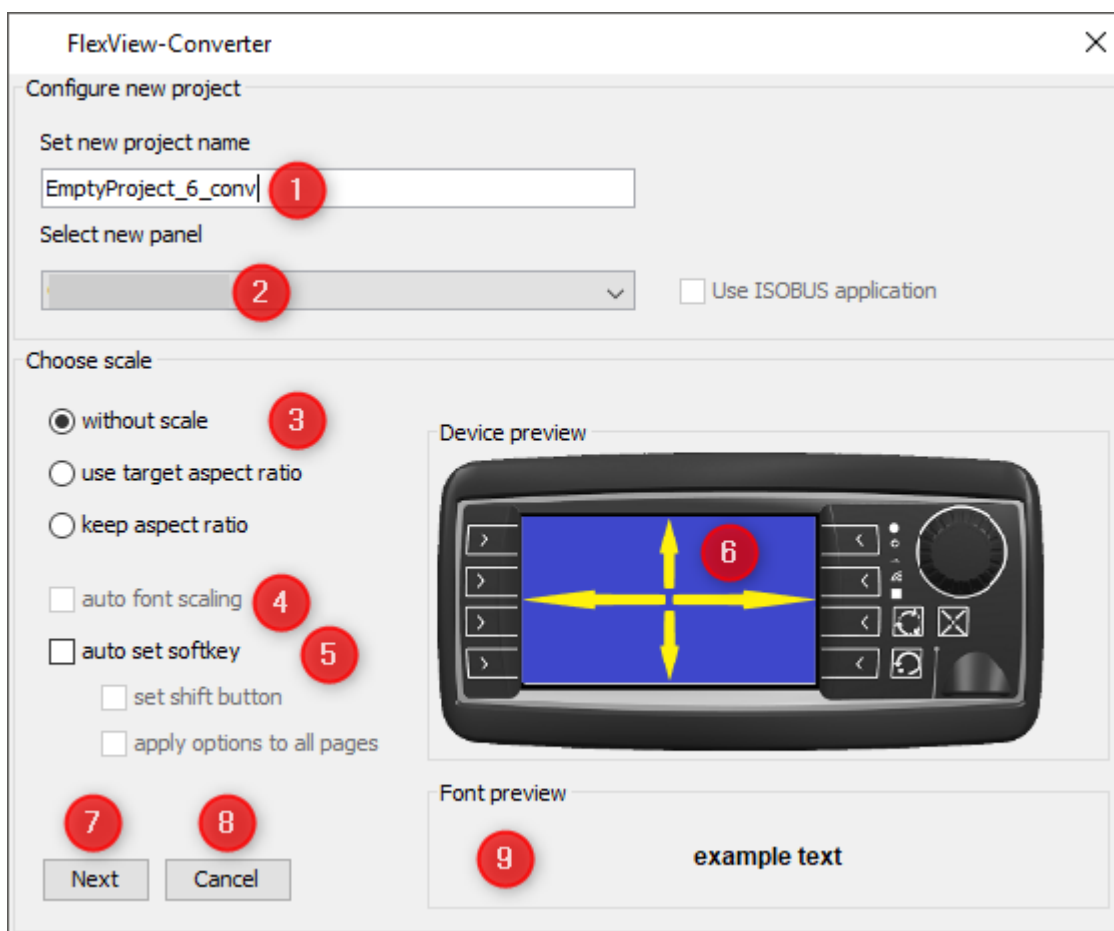 FlexView-Converter
Configure new project
Set new project name
EmptyProject_6_conv 1
Select new panel
2 Use ISOBUS application
Choose scale
without scale 3
use target aspect ratio
keep aspect ratio
auto font scaling 4
auto set softkey 5
set shift button
apply options to all pages
7 8
Next Cancel
Device preview
6
Font preview
9 example text